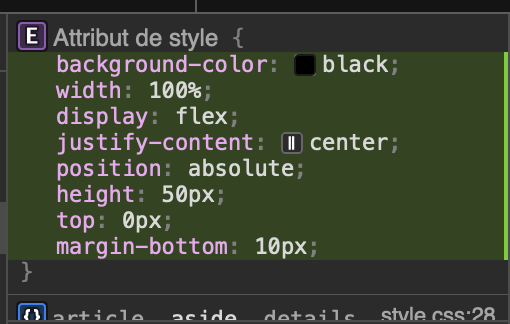 E Attribut de style {
background-color: black;
width: 100%;
display: flex;
justify-content: center;
position: absolute;
height: 50px;
top: 0px;
margin-bottom: 10px;
}
{} article, aside, details, style.css:28